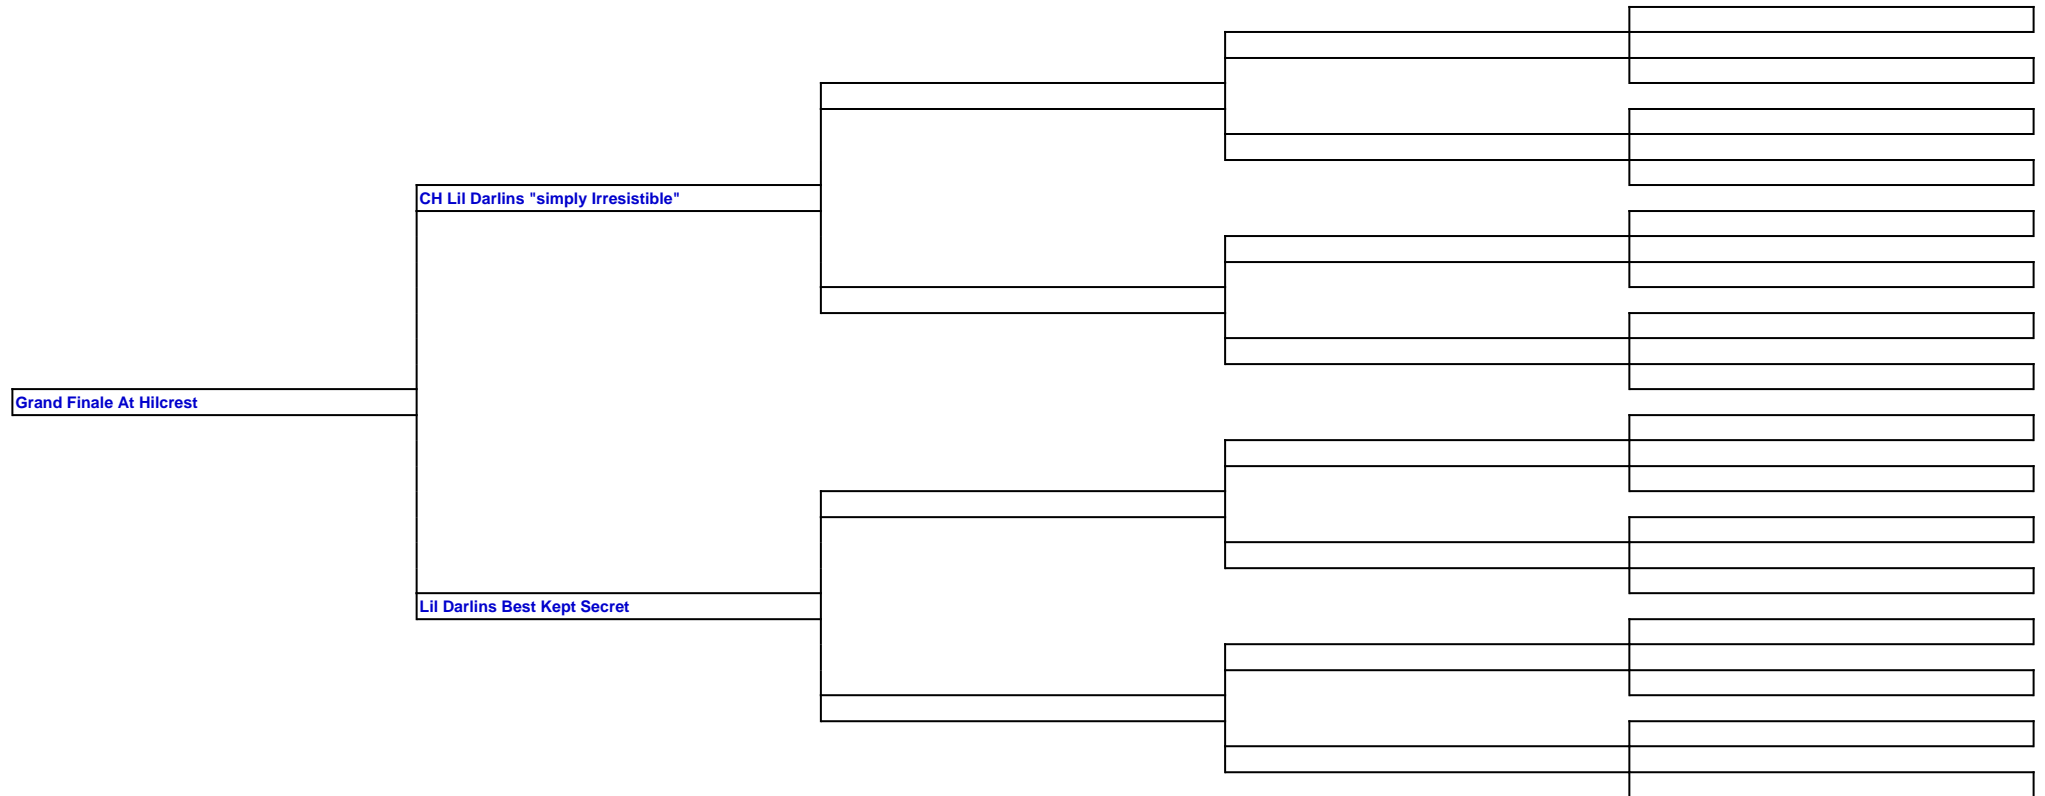 CH Lil Darlins "simply Irresistible"
Grand Finale At Hilcrest
Lil Darlins Best Kept Secret